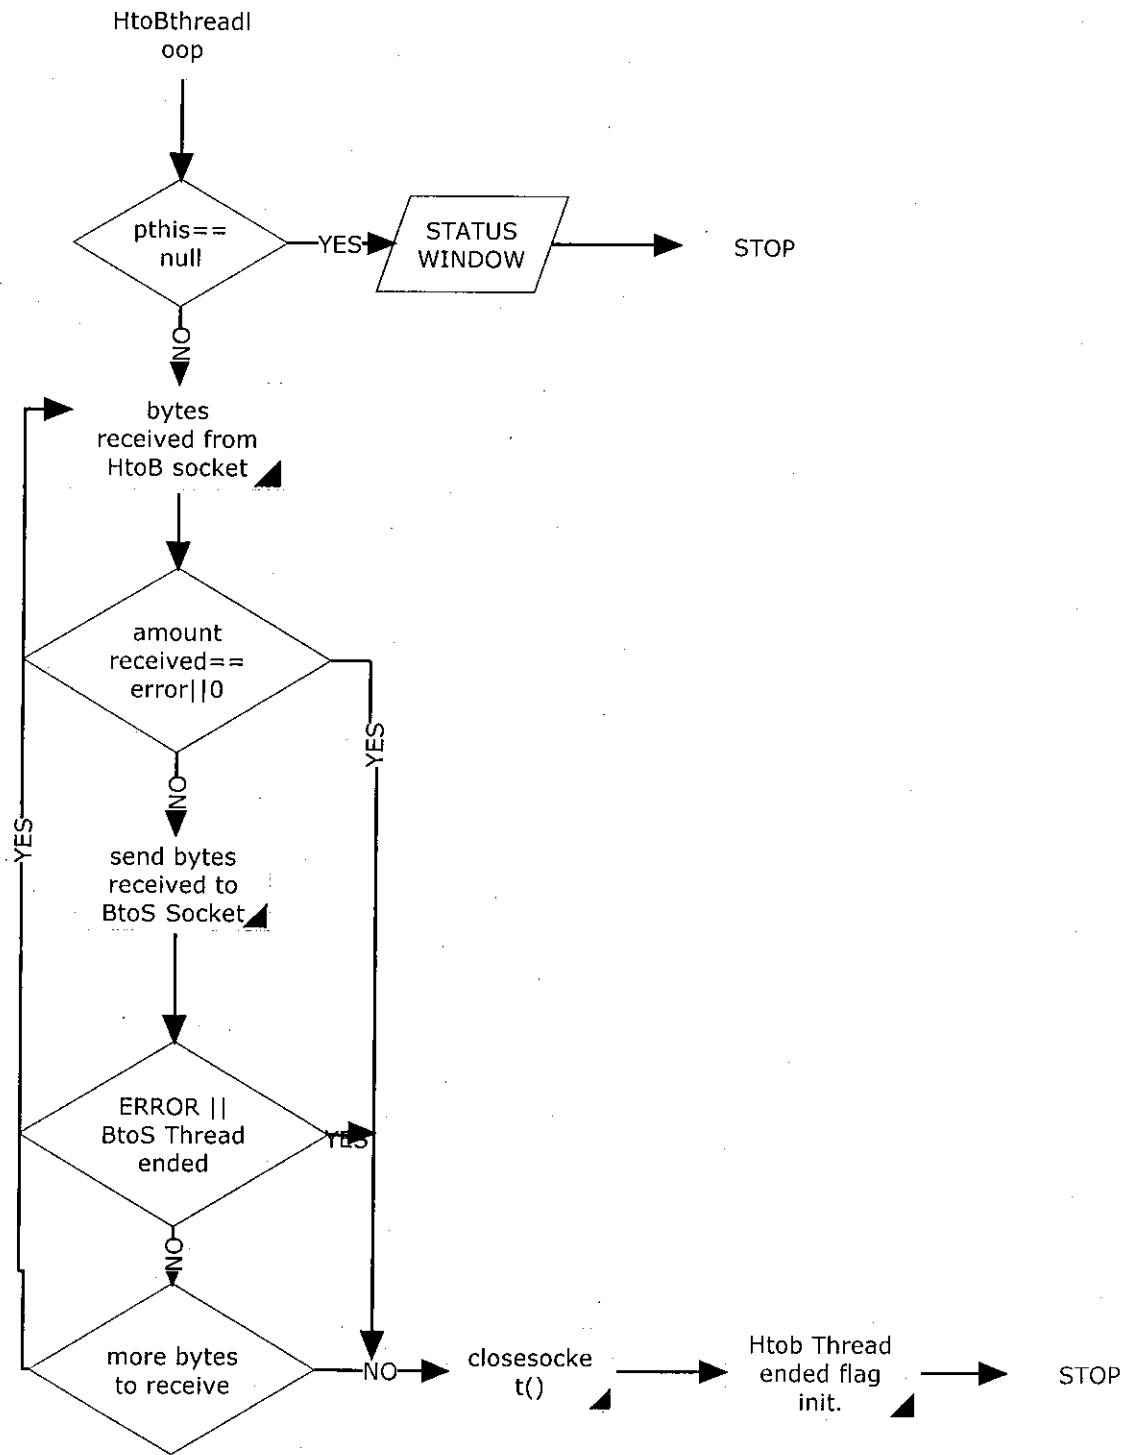 HtoBthreadl
oop
pthis==
null
YES
STATUS
WINDOW
STOP
NO
bytes
received from
HtoB socket
amount
received==
error||0
YES
NO
YES
send bytes
received to
BtoS Socket
ERROR ||
BtoS Thread
ended
YES
NO
more bytes
to receive
NO
closesocke
t()
Htob Thread
ended flag
init.
STOP